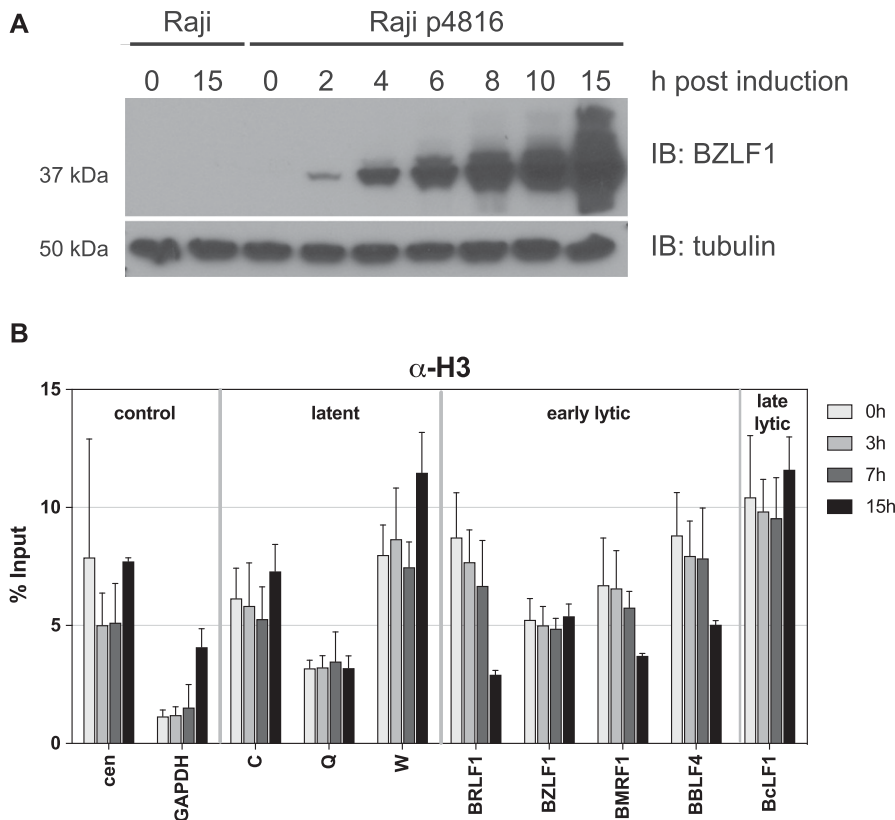 A
Raji Raji p4816
0 15 0 2 4 6 8 10 15 h post induction
37 kDa IB: BZLF1
50 kDa IB: tubulin
B
α-H3
% Input
15
10
5
0
control latent early lytic late lytic
0h
3h
7h
15h
cen GAPDH C Q W BRLF1 BZLF1 BMRF1 BBLF4 BcLF1